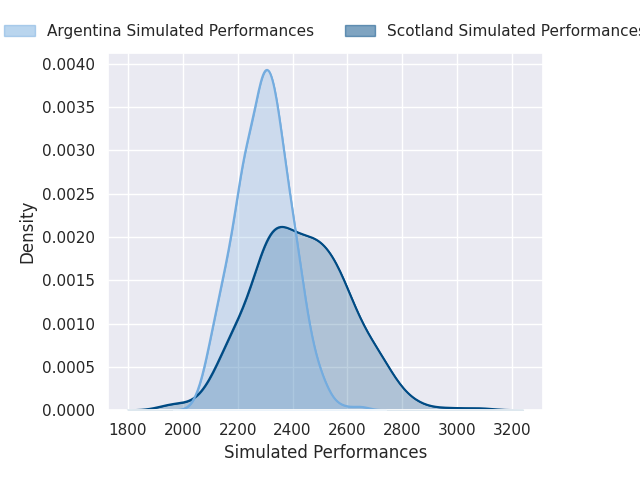 Argentina Simulated Performances Scotland Simulated Performances
0.0040
0.0035
0.0030
0.0025
0.0020
0.0015
0.0010
0.0005
0.0000
Density
1800 2000 2200 2400 2600 2800 3000 3200
Simulated Performances